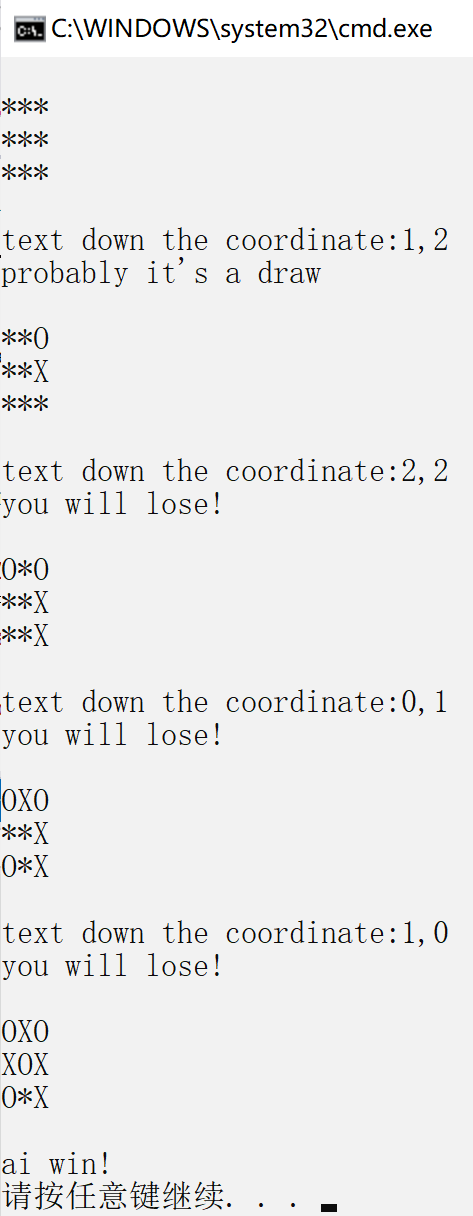 C:\WINDOWS\system32\cmd.exe
***
***
***
text down the coordinate:1,2
probably it's a draw
**O
**X
***
text down the coordinate:2,2
you will lose!
O*O
**X
**X
text down the coordinate:0,1
you will lose!
OXO
**X
O*X
text down the coordinate:1,0
you will lose!
OXO
XOX
O*X
ai win!
请按任意键继续. . .